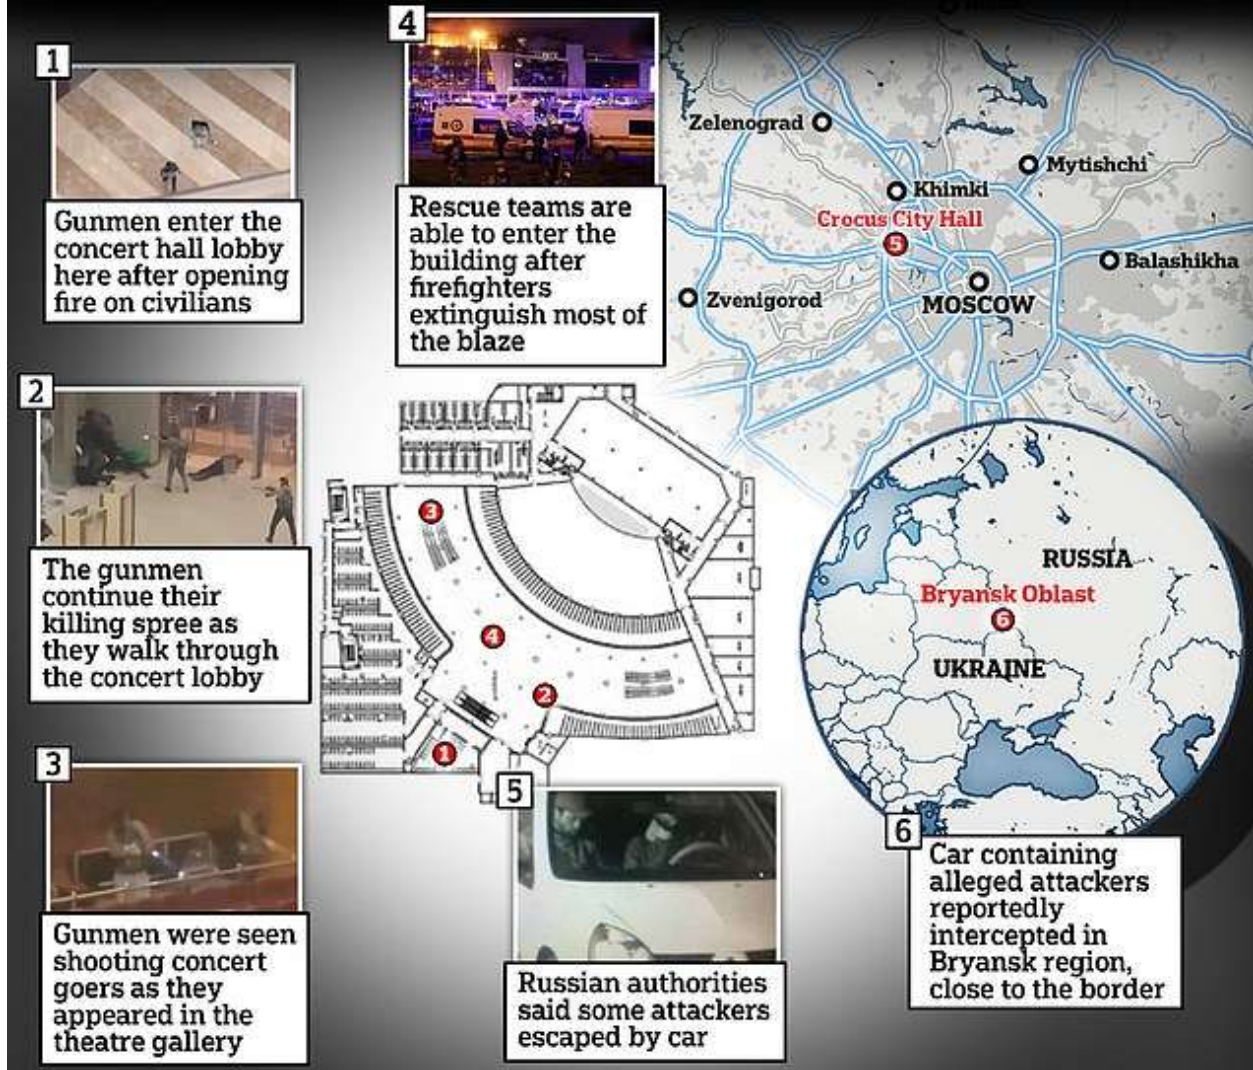 1
Gunmen enter the
concert hall lobby
here after opening
fire on civilians
2
The gunmen
continue their
killing spree as
they walk through
the concert lobby
3
Gunmen were seen
shooting concert
goers as they
appeared in the
theatre gallery
4
Rescue teams are
able to enter the
building after
firefighters
extinguish most of
the blaze
3
4
2
1
5
Russian authorities
said some attackers
escaped by car
Zelenograd
Mytishchi
Khimki
Crocus City Hall
5
Balashikha
Zvenigorod
MOSCOW
RUSSIA
Bryansk Oblast
6
UKRAINE
6
Car containing
alleged attackers
reportedly
intercepted in
Bryansk region,
close to the border